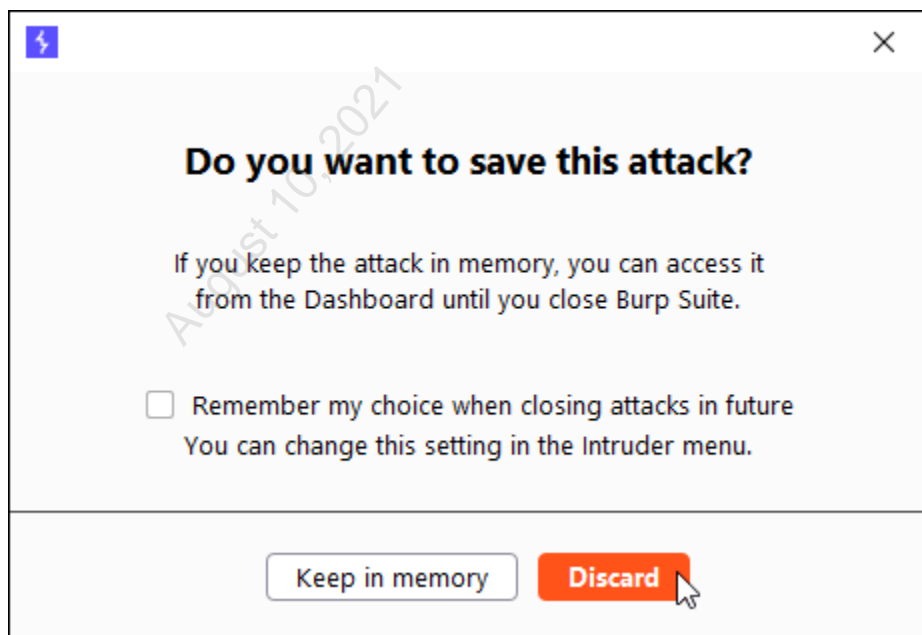 Do you want to save this attack?
August 10, 2021
If you keep the attack in memory, you can access it
from the Dashboard until you close Burp Suite.
Remember my choice when closing attacks in future
You can change this setting in the Intruder menu.
Keep in memory
Discard